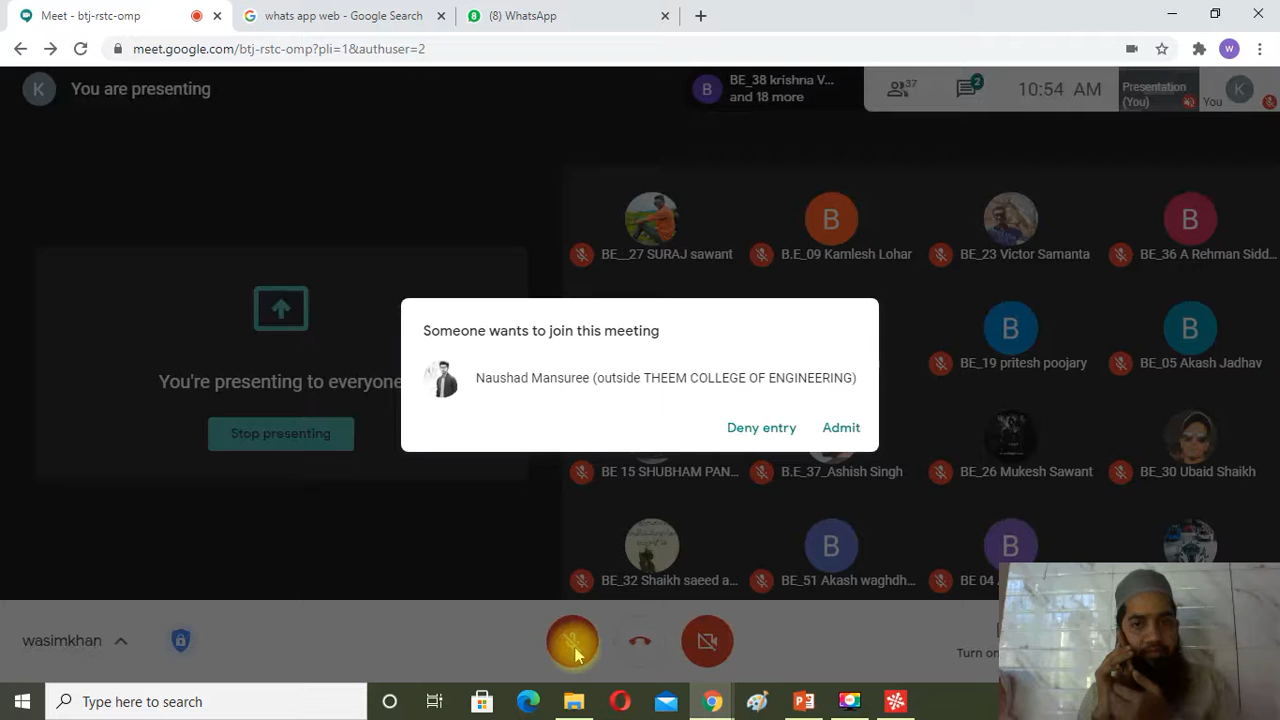 Meet - btj-rstc-omp
whats app web - Google Search
(8) WhatsApp
meet.google.com/btj-rstc-omp?pli=1&authuser=2
W
K
You are presenting
B
BE_38 krishna V...
and 18 more
37
2
10:54 AM
Presentation
(You)
You
K
BE__27 SURAJ sawant
B
B.E_09 Kamlesh Lohar
BE_23 Victor Samanta
B
BE_36 A Rehman Sidd...
Someone wants to join this meeting
Naushad Mansuree (outside THEEM COLLEGE OF ENGINEERING)
Deny entry
Admit
You're presenting to everyone
Stop presenting
B
BE_19 pritesh poojary
B
BE_05 Akash Jadhav
BE 15 SHUBHAM PAN...
B.E_37_Ashish Singh
BE_26 Mukesh Sawant
BE_30 Ubaid Shaikh
BE_32 Shaikh saeed a...
B
BE_51 Akash waghdh...
B
BE 04
wasimkhan
Turn on
Type here to search